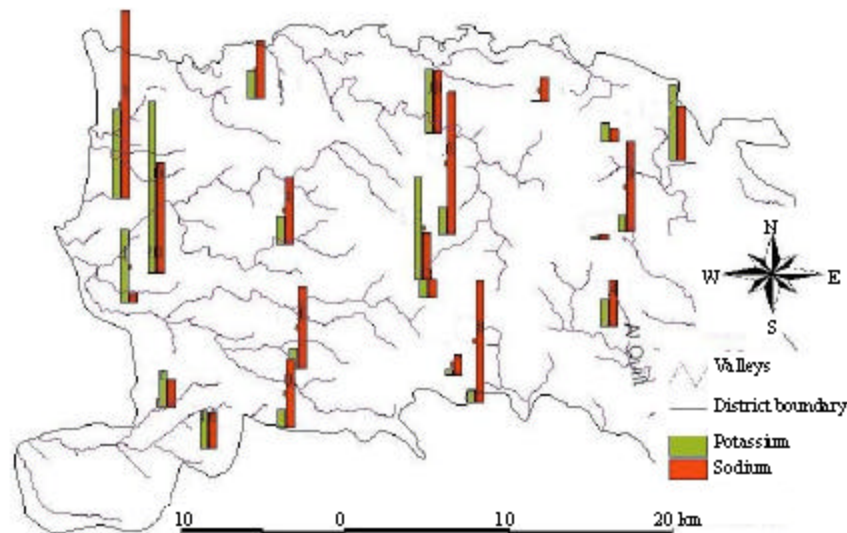 N
W E
S
Valleys
District boundary
Potassium
Sodium
10 0 10 20 km